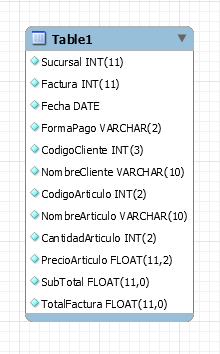 Table1
Sucursal INT(11)
Factura INT(11)
Fecha DATE
FormaPago VARCHAR(2)
CodigoCliente INT(3)
NombreCliente VARCHAR(10)
CodigoArticulo INT(2)
NombreArticulo VARCHAR(10)
CantidadArticulo INT(2)
PrecioArticulo FLOAT(11,2)
SubTotal FLOAT(11,0)
TotalFactura FLOAT(11,0)